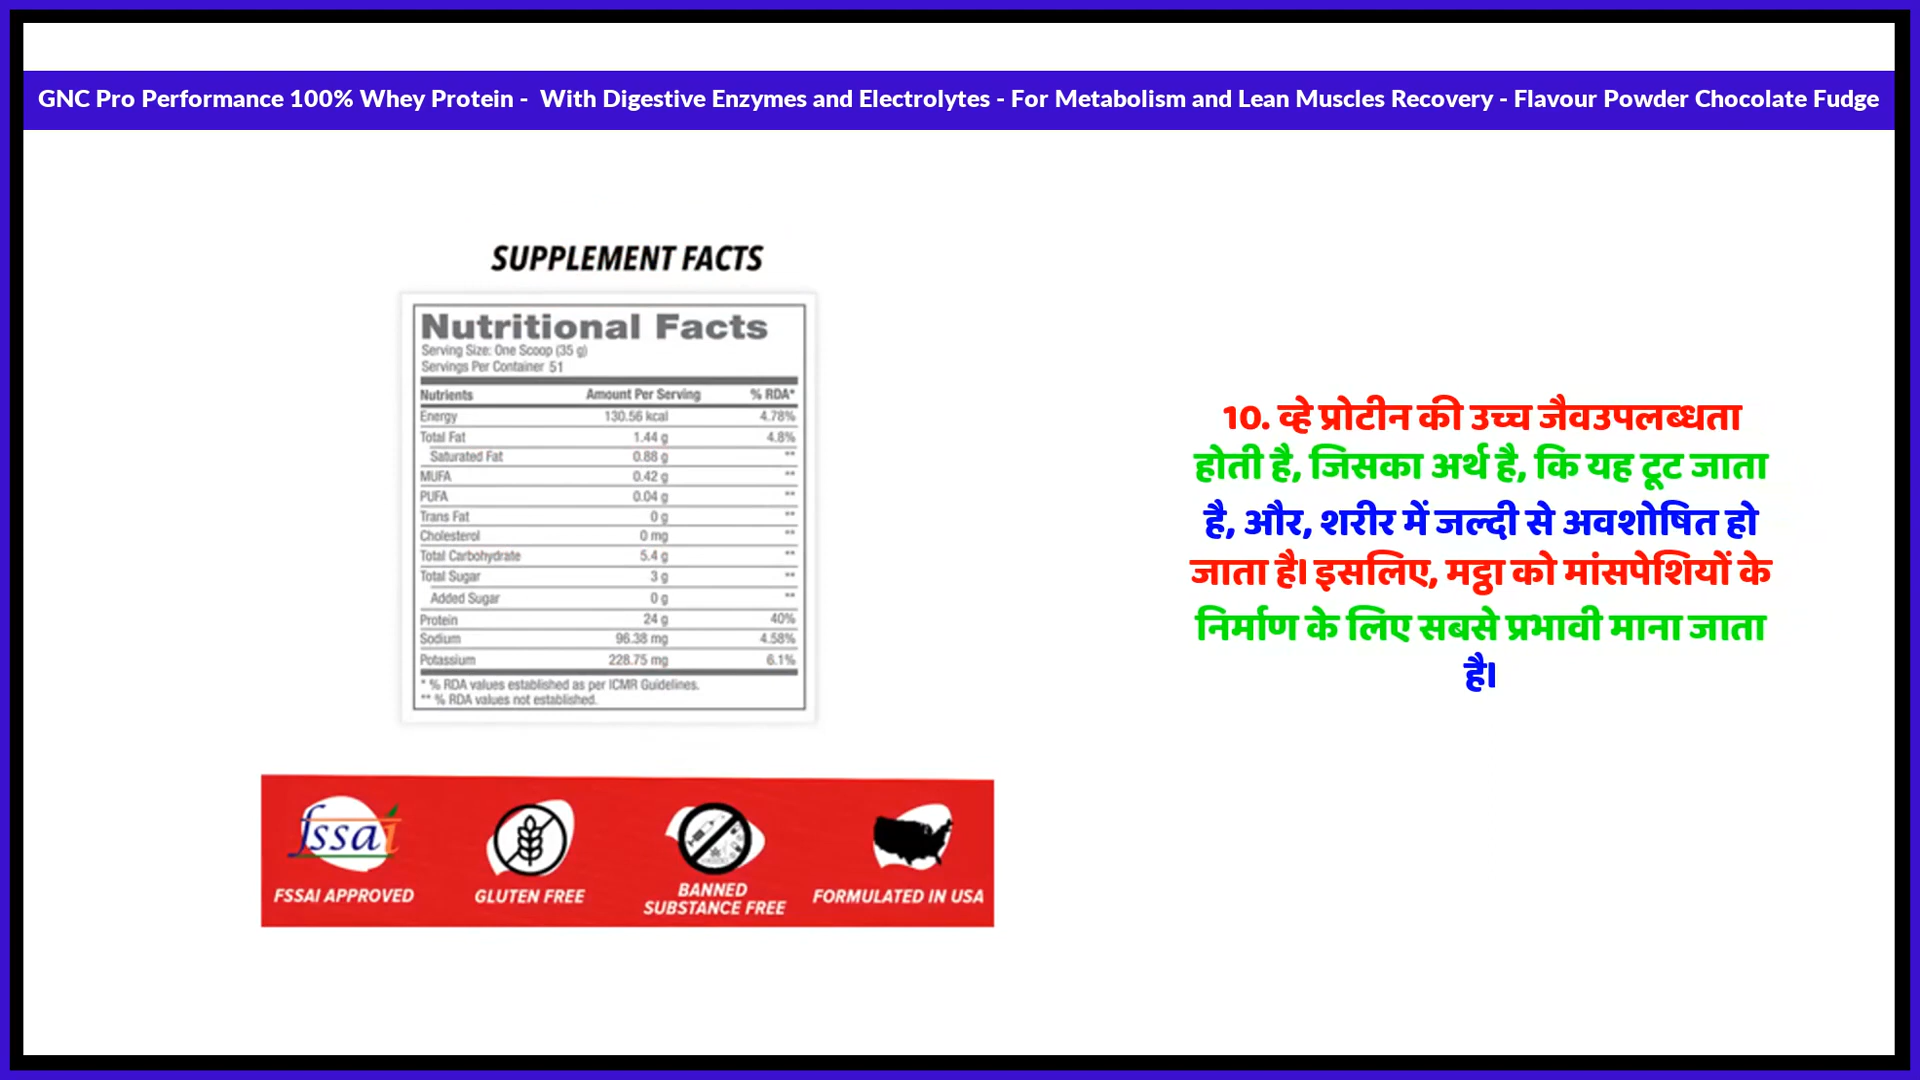 GNC Pro Performance 100% Whey Protein -  With Digestive Enzymes and Electrolytes - For Metabolism and Lean Muscles Recovery - Flavour Powder Chocolate Fudge
SUPPLEMENT FACTS
Nutritional Facts
Serving Size: One Scoop (35 g)
Servings Per Container 51
Nutrients Amount Per Serving % RDA*
Energy 130.56 kcal 4.78%
Total Fat 1.44 g 4.8%
Saturated Fat 0.88 g **
MUFA 0.42 g **
PUFA 0.04 g **
Trans Fat 0 g **
Cholesterol 0 mg **
Total Carbohydrate 5.4 g **
Total Sugar 3 g **
Added Sugar 0 g **
Protein 24 g 40%
Sodium 96.38 mg 4.58%
Potassium 228.75 mg 6.1%
* % RDA values established as per ICMR Guidelines.
** % RDA values not established.
fssai
FSSAI APPROVED
GLUTEN FREE
BANNED
SUBSTANCE FREE
FORMULATED IN USA
10. व्हे प्रोटीन की उच्च जैवउपलब्धता
होती है, जिसका अर्थ है, कि यह टूट जाता
है, और, शरीर में जल्दी से अवशोषित हो
जाता है। इसलिए, मट्ठा को मांसपेशियों के
निर्माण के लिए सबसे प्रभावी माना जाता
है।